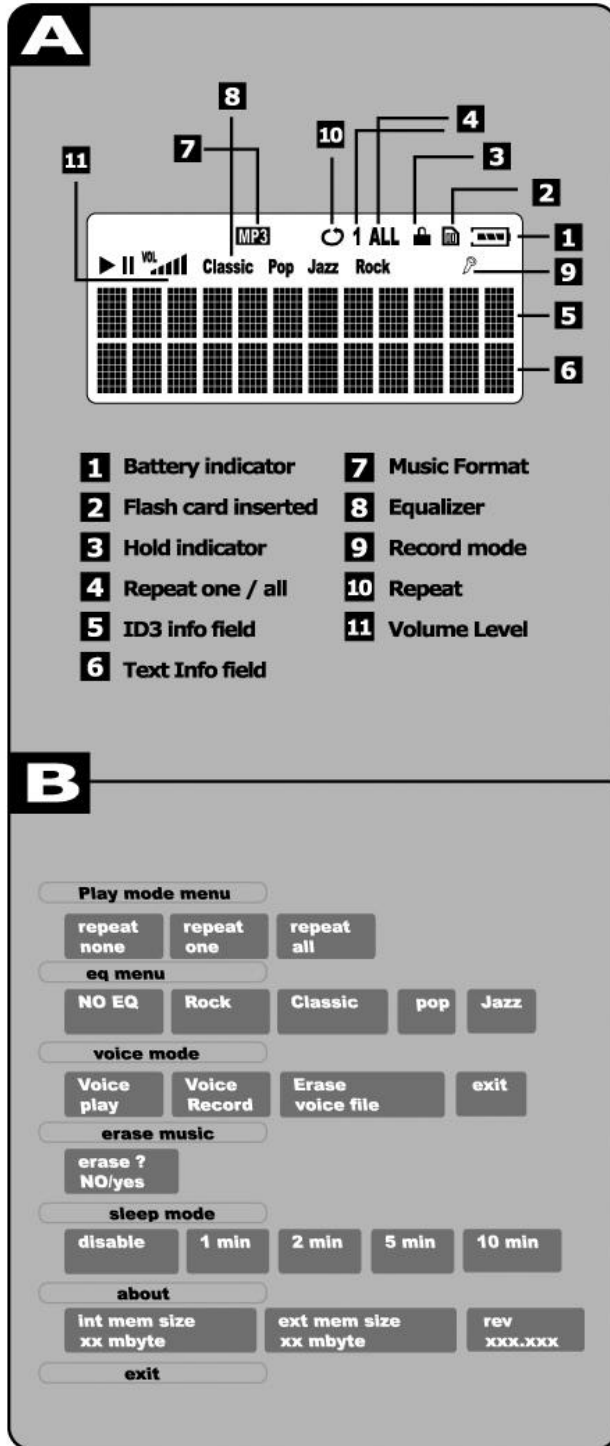 A
8
10
4
11
7
3
2
MP3
1 ALL
1
VOL
Classic Pop Jazz Rock
9
5
6
1 Battery indicator
2 Flash card inserted
3 Hold indicator
4 Repeat one / all
5 ID3 info field
6 Text Info field
7 Music Format
8 Equalizer
9 Record mode
10 Repeat
11 Volume Level
B
Play mode menu
repeat none
repeat one
repeat all
eq menu
NO EQ
Rock
Classic
pop
Jazz
voice mode
Voice play
Voice Record
Erase voice file
exit
erase music
erase ?
NO/yes
sleep mode
disable
1 min
2 min
5 min
10 min
about
int mem size
xx mbyte
ext mem size
xx mbyte
rev
xxx.xxx
exit